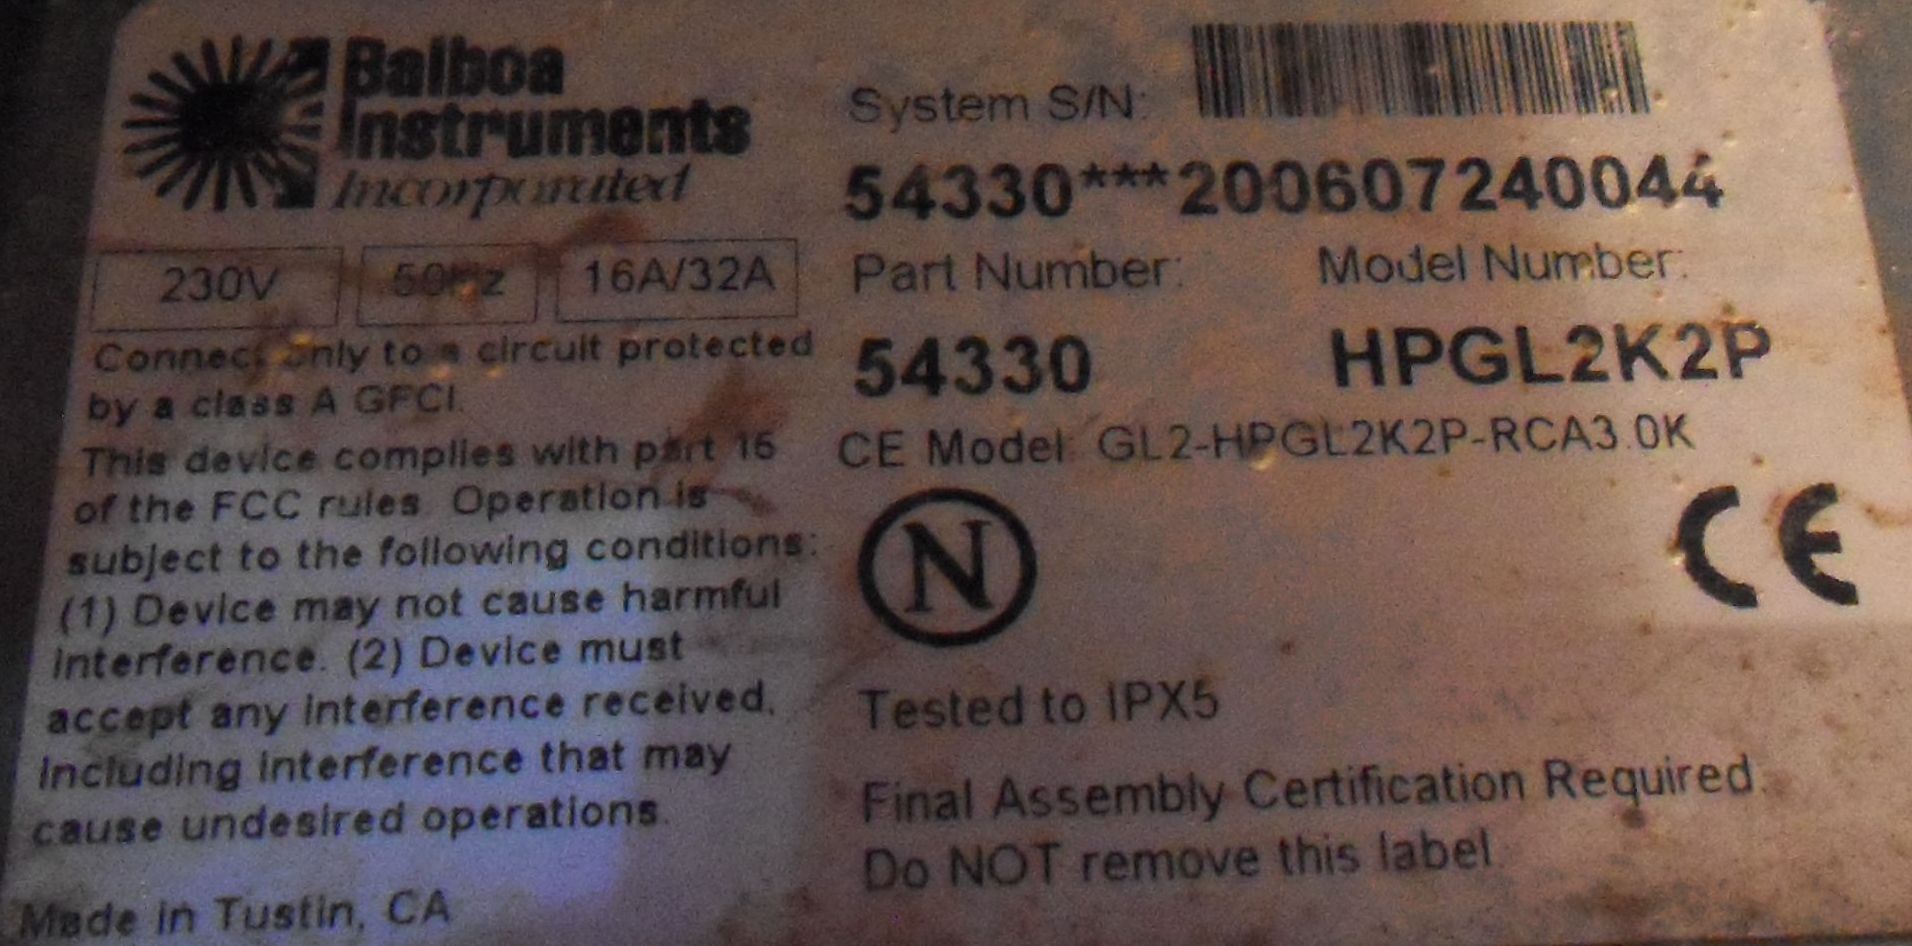 Balboa
Instruments
Incorporated
System S/N:
54330***200607240044
230V 50Hz 16A/32A
Part Number: Model Number:
54330 HPGL2K2P
CE Model: GL2-HPGL2K2P-RCA3.0K
Connect only to a circuit protected
by a class A GFCI.
This device complies with part 15
of the FCC rules. Operation is
subject to the following conditions:
(1) Device may not cause harmful
interference. (2) Device must
accept any interference received,
including interference that may
cause undesired operations.
Made in Tustin, CA
N
CE
Tested to IPX5
Final Assembly Certification Required.
Do NOT remove this label.